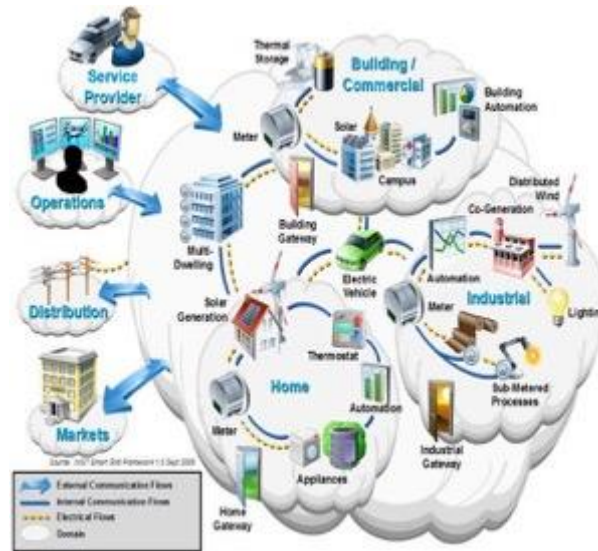 Service
Provider
Operations
Distribution
Markets
Thermal
Storage
Building /
Commercial
Building
Automation
Meter
Solar
Campus
Building
Gateway
Multi-
Dwelling
Electric
Vehicle
Distributed
Wind
Co-Generation
Automation
Meter
Industrial
Lighting
Sub Metered
Processes
Industrial
Gateway
Solar
Generation
Thermostat
Home
Meter
Automation
Appliances
Home
Gateway
External Communication Flows
Internal Communication Flows
Electrical Flows
Domain